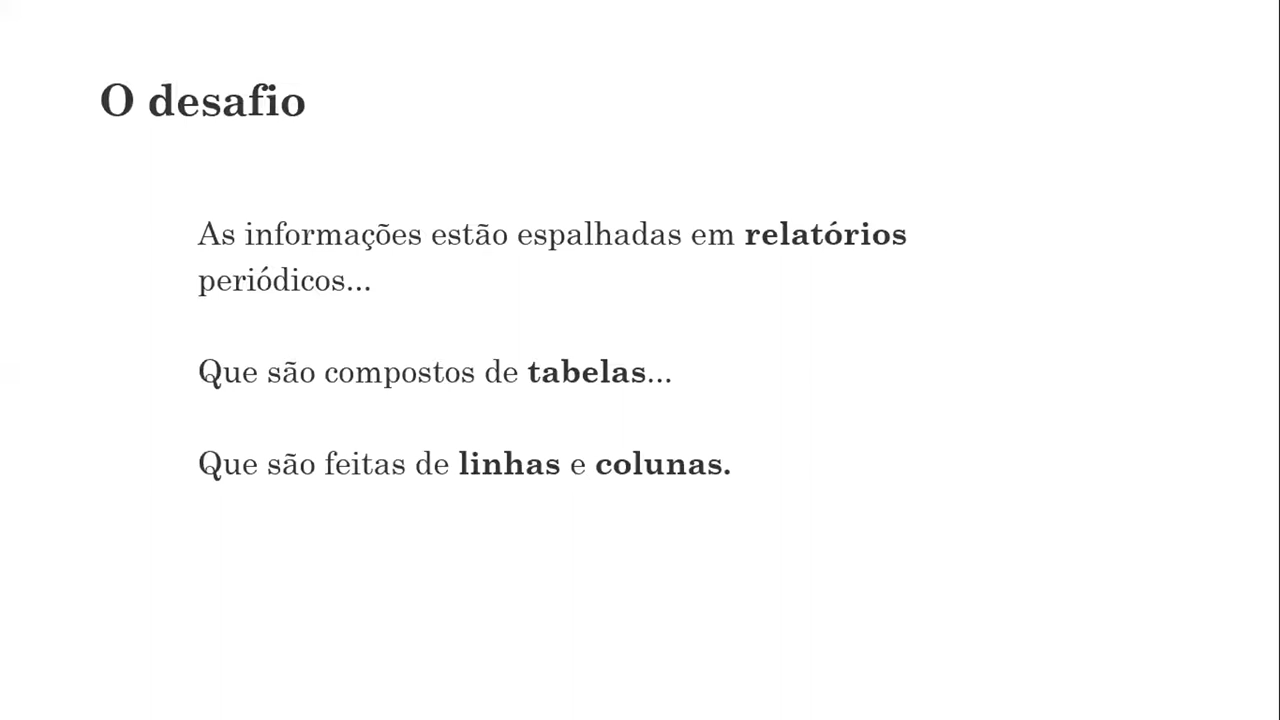 O desafio
As informações estão espalhadas em relatórios
periódicos...
Que são compostos de tabelas...
Que são feitas de linhas e colunas.